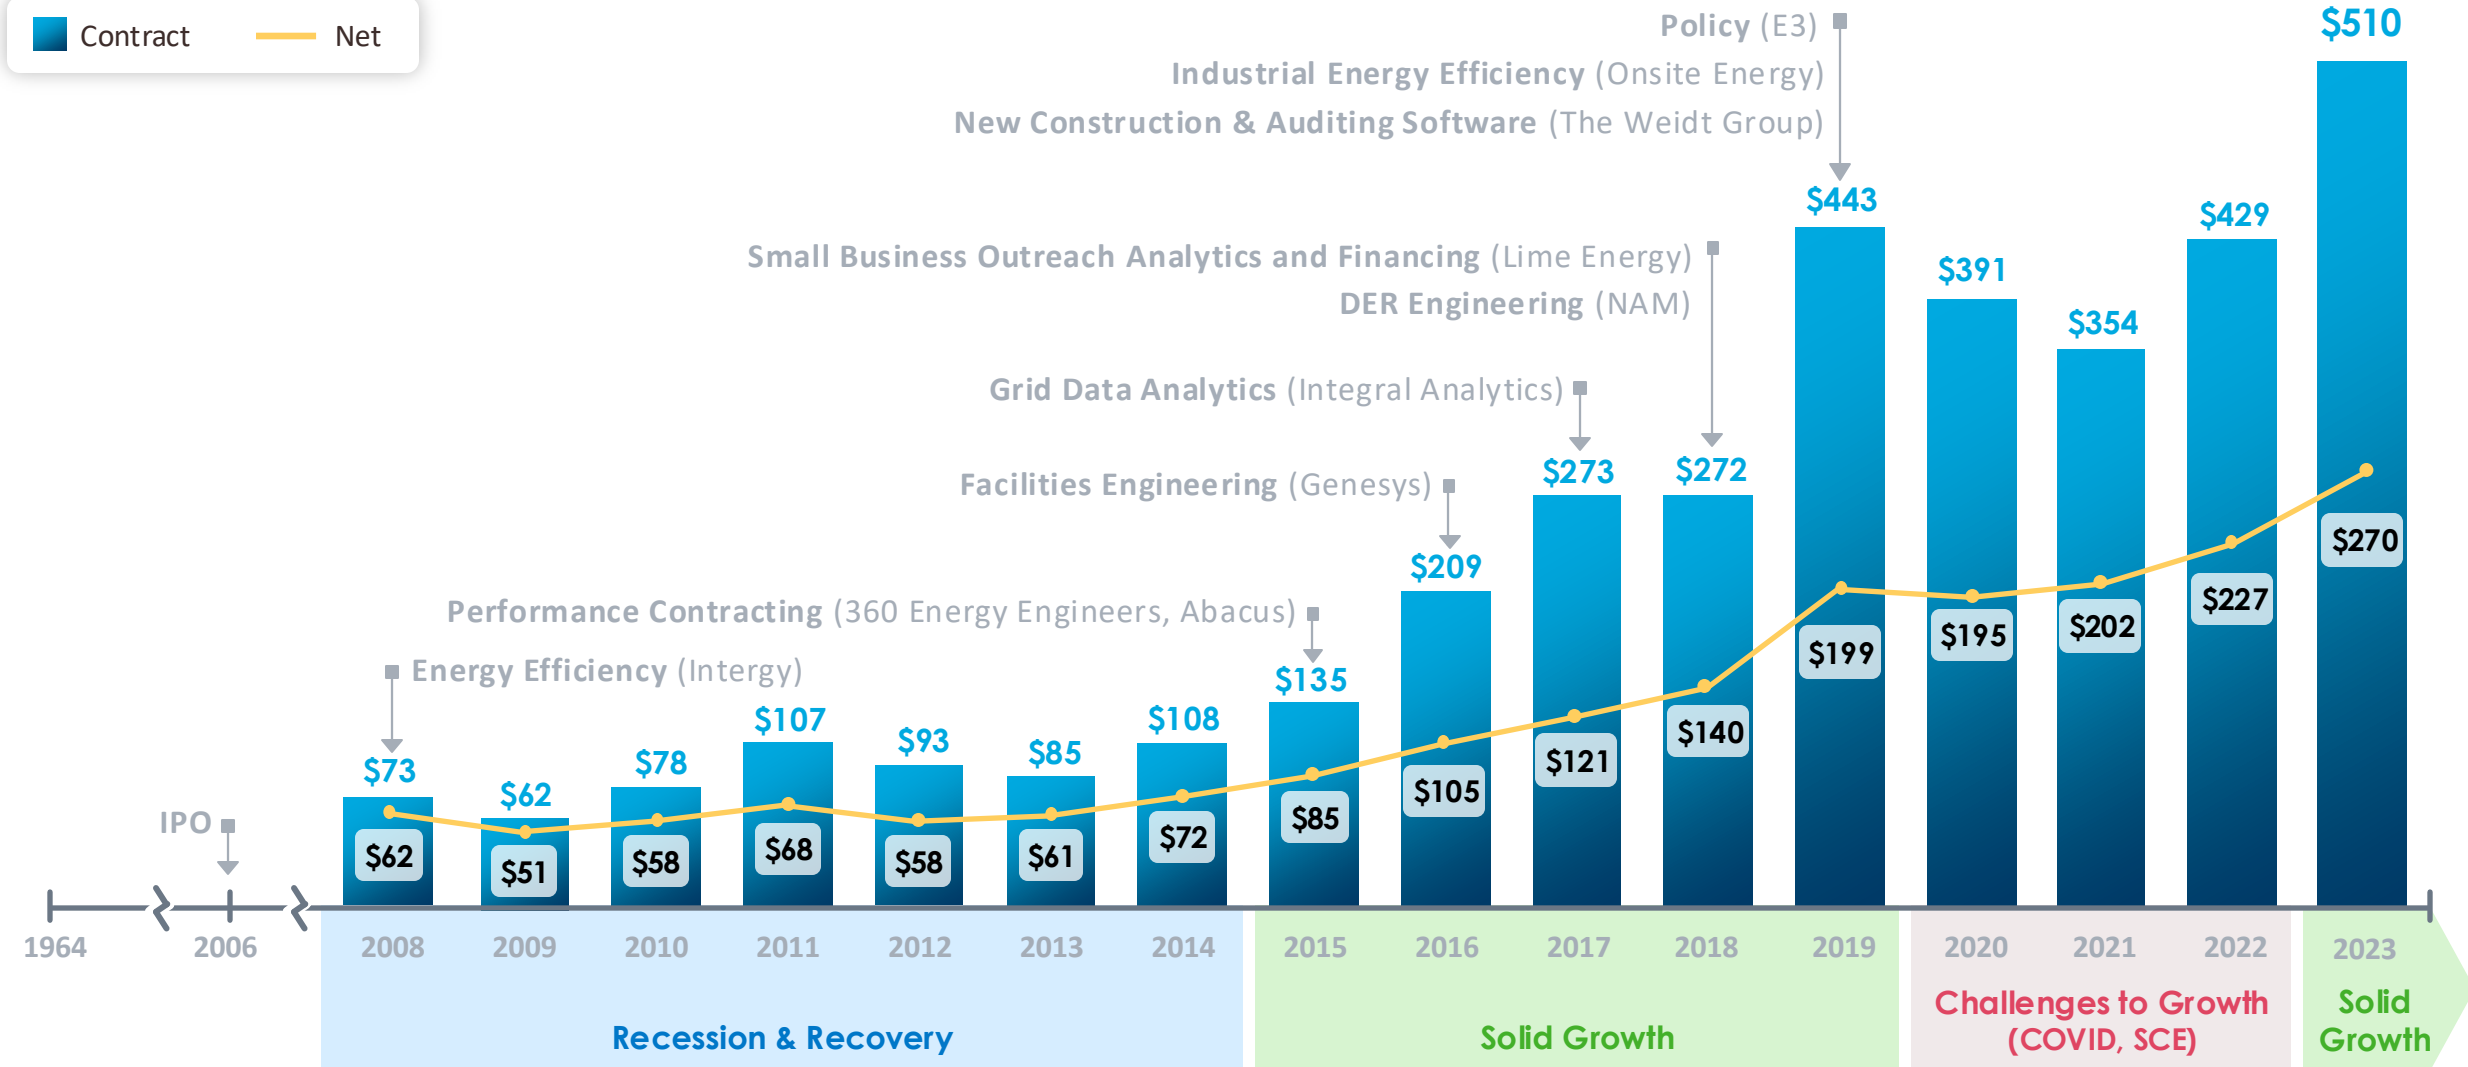 Contract
Net
Policy (E3)
Industrial Energy Efficiency (Onsite Energy)
New Construction & Auditing Software (The Weidt Group)
Small Business Outreach Analytics and Financing (Lime Energy)
DER Engineering (NAM)
Grid Data Analytics (Integral Analytics)
Facilities Engineering (Genesys)
Performance Contracting (360 Energy Engineers, Abacus)
Energy Efficiency (Intergy)
IPO
$73
$62
$78
$107
$93
$85
$108
$135
$209
$273
$272
$443
$391
$354
$429
$510
$62
$51
$58
$68
$58
$61
$72
$85
$105
$121
$140
$199
$195
$202
$227
$270
1964
2006
2008
2009
2010
2011
2012
2013
2014
2015
2016
2017
2018
2019
2020
2021
2022
2023
Recession & Recovery
Solid Growth
Challenges to Growth
(COVID, SCE)
Solid
Growth